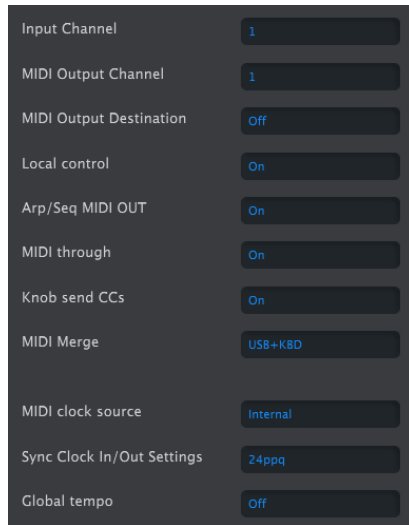 Input Channel 1
MIDI Output Channel 1
MIDI Output Destination Off
Local control On
Arp/Seq MIDI OUT On
MIDI through On
Knob send CCs On
MIDI Merge USB+KBD
MIDI clock source Internal
Sync Clock In/Out Settings 24ppq
Global tempo Off